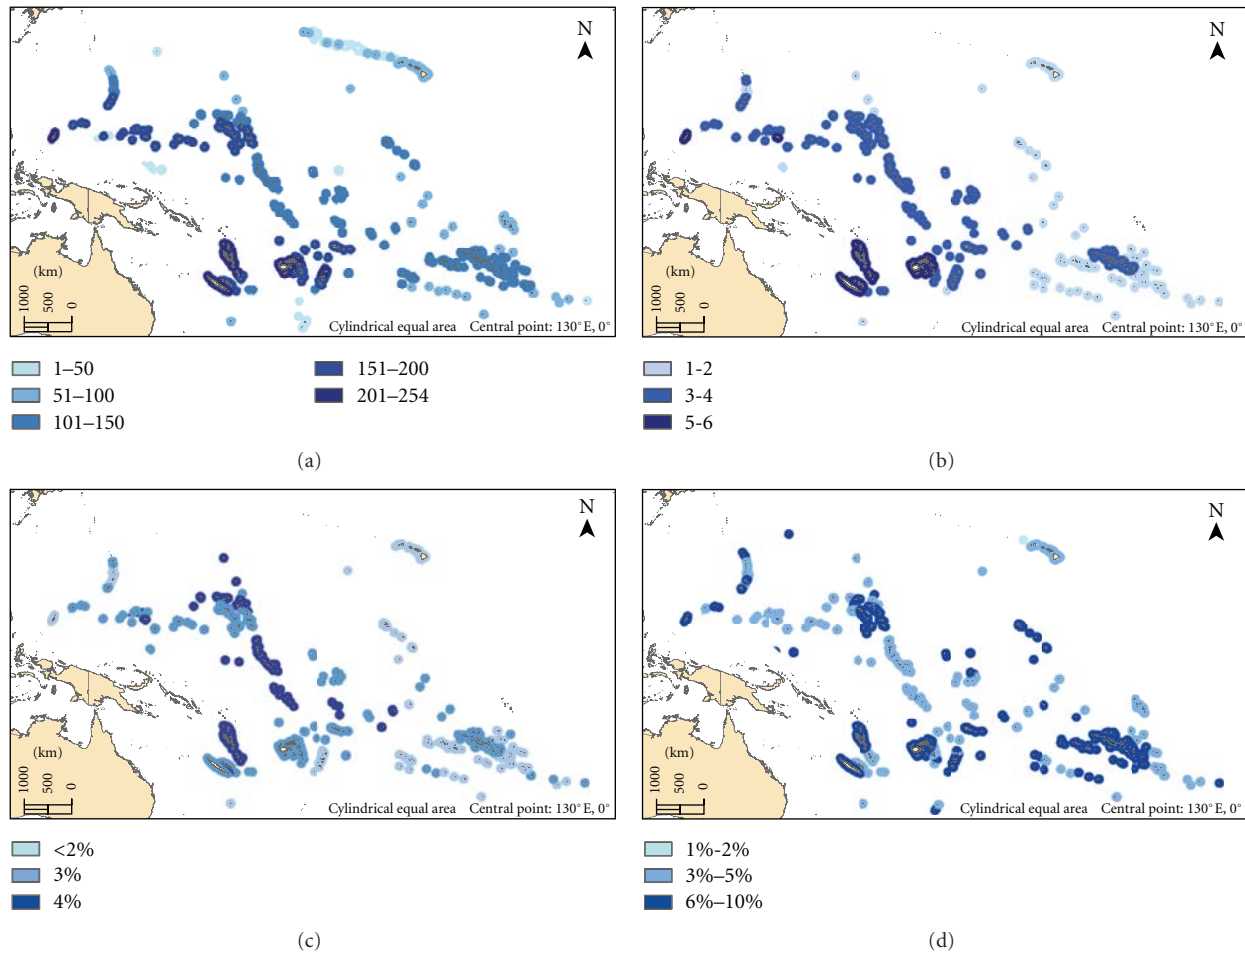 N
(km)
1000
500
0
Cylindrical equal area Central point: 130°E, 0°
1–50
51–100
101–150
151–200
201–254
(a)
N
(km)
1000
500
0
Cylindrical equal area Central point: 130°E, 0°
1-2
3-4
5-6
(b)
N
(km)
1000
500
0
Cylindrical equal area Central point: 130°E, 0°
<2%
3%
4%
(c)
N
(km)
1000
500
0
Cylindrical equal area Central point: 130°E, 0°
1%-2%
3%–5%
6%–10%
(d)